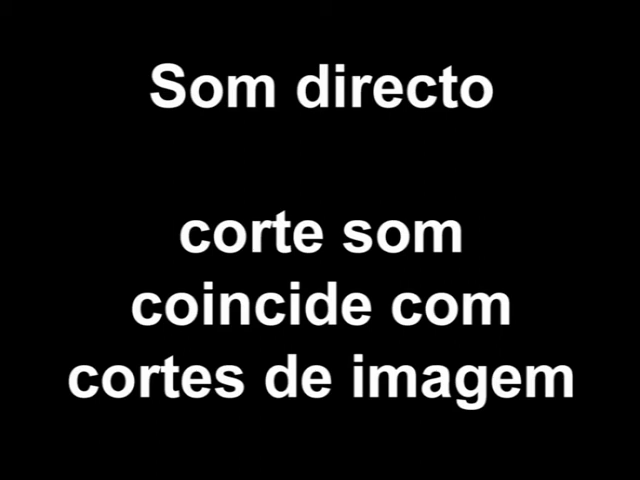 Som directo
corte som
coincide com
cortes de imagem